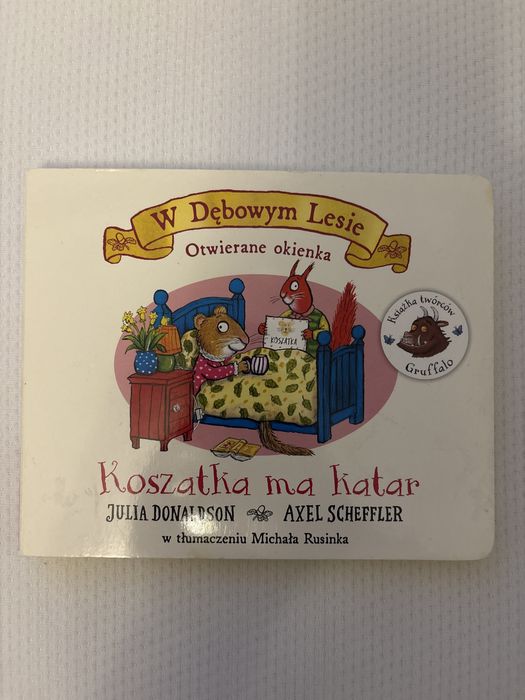 W Dębowym Lesie
Otwierane okienka
KOSZATKA
Książka twórców
Gruffalo
Koszatka ma katar
JULIA DONALDSON AXEL SCHEFFLER
w tłumaczeniu Michała Rusinka